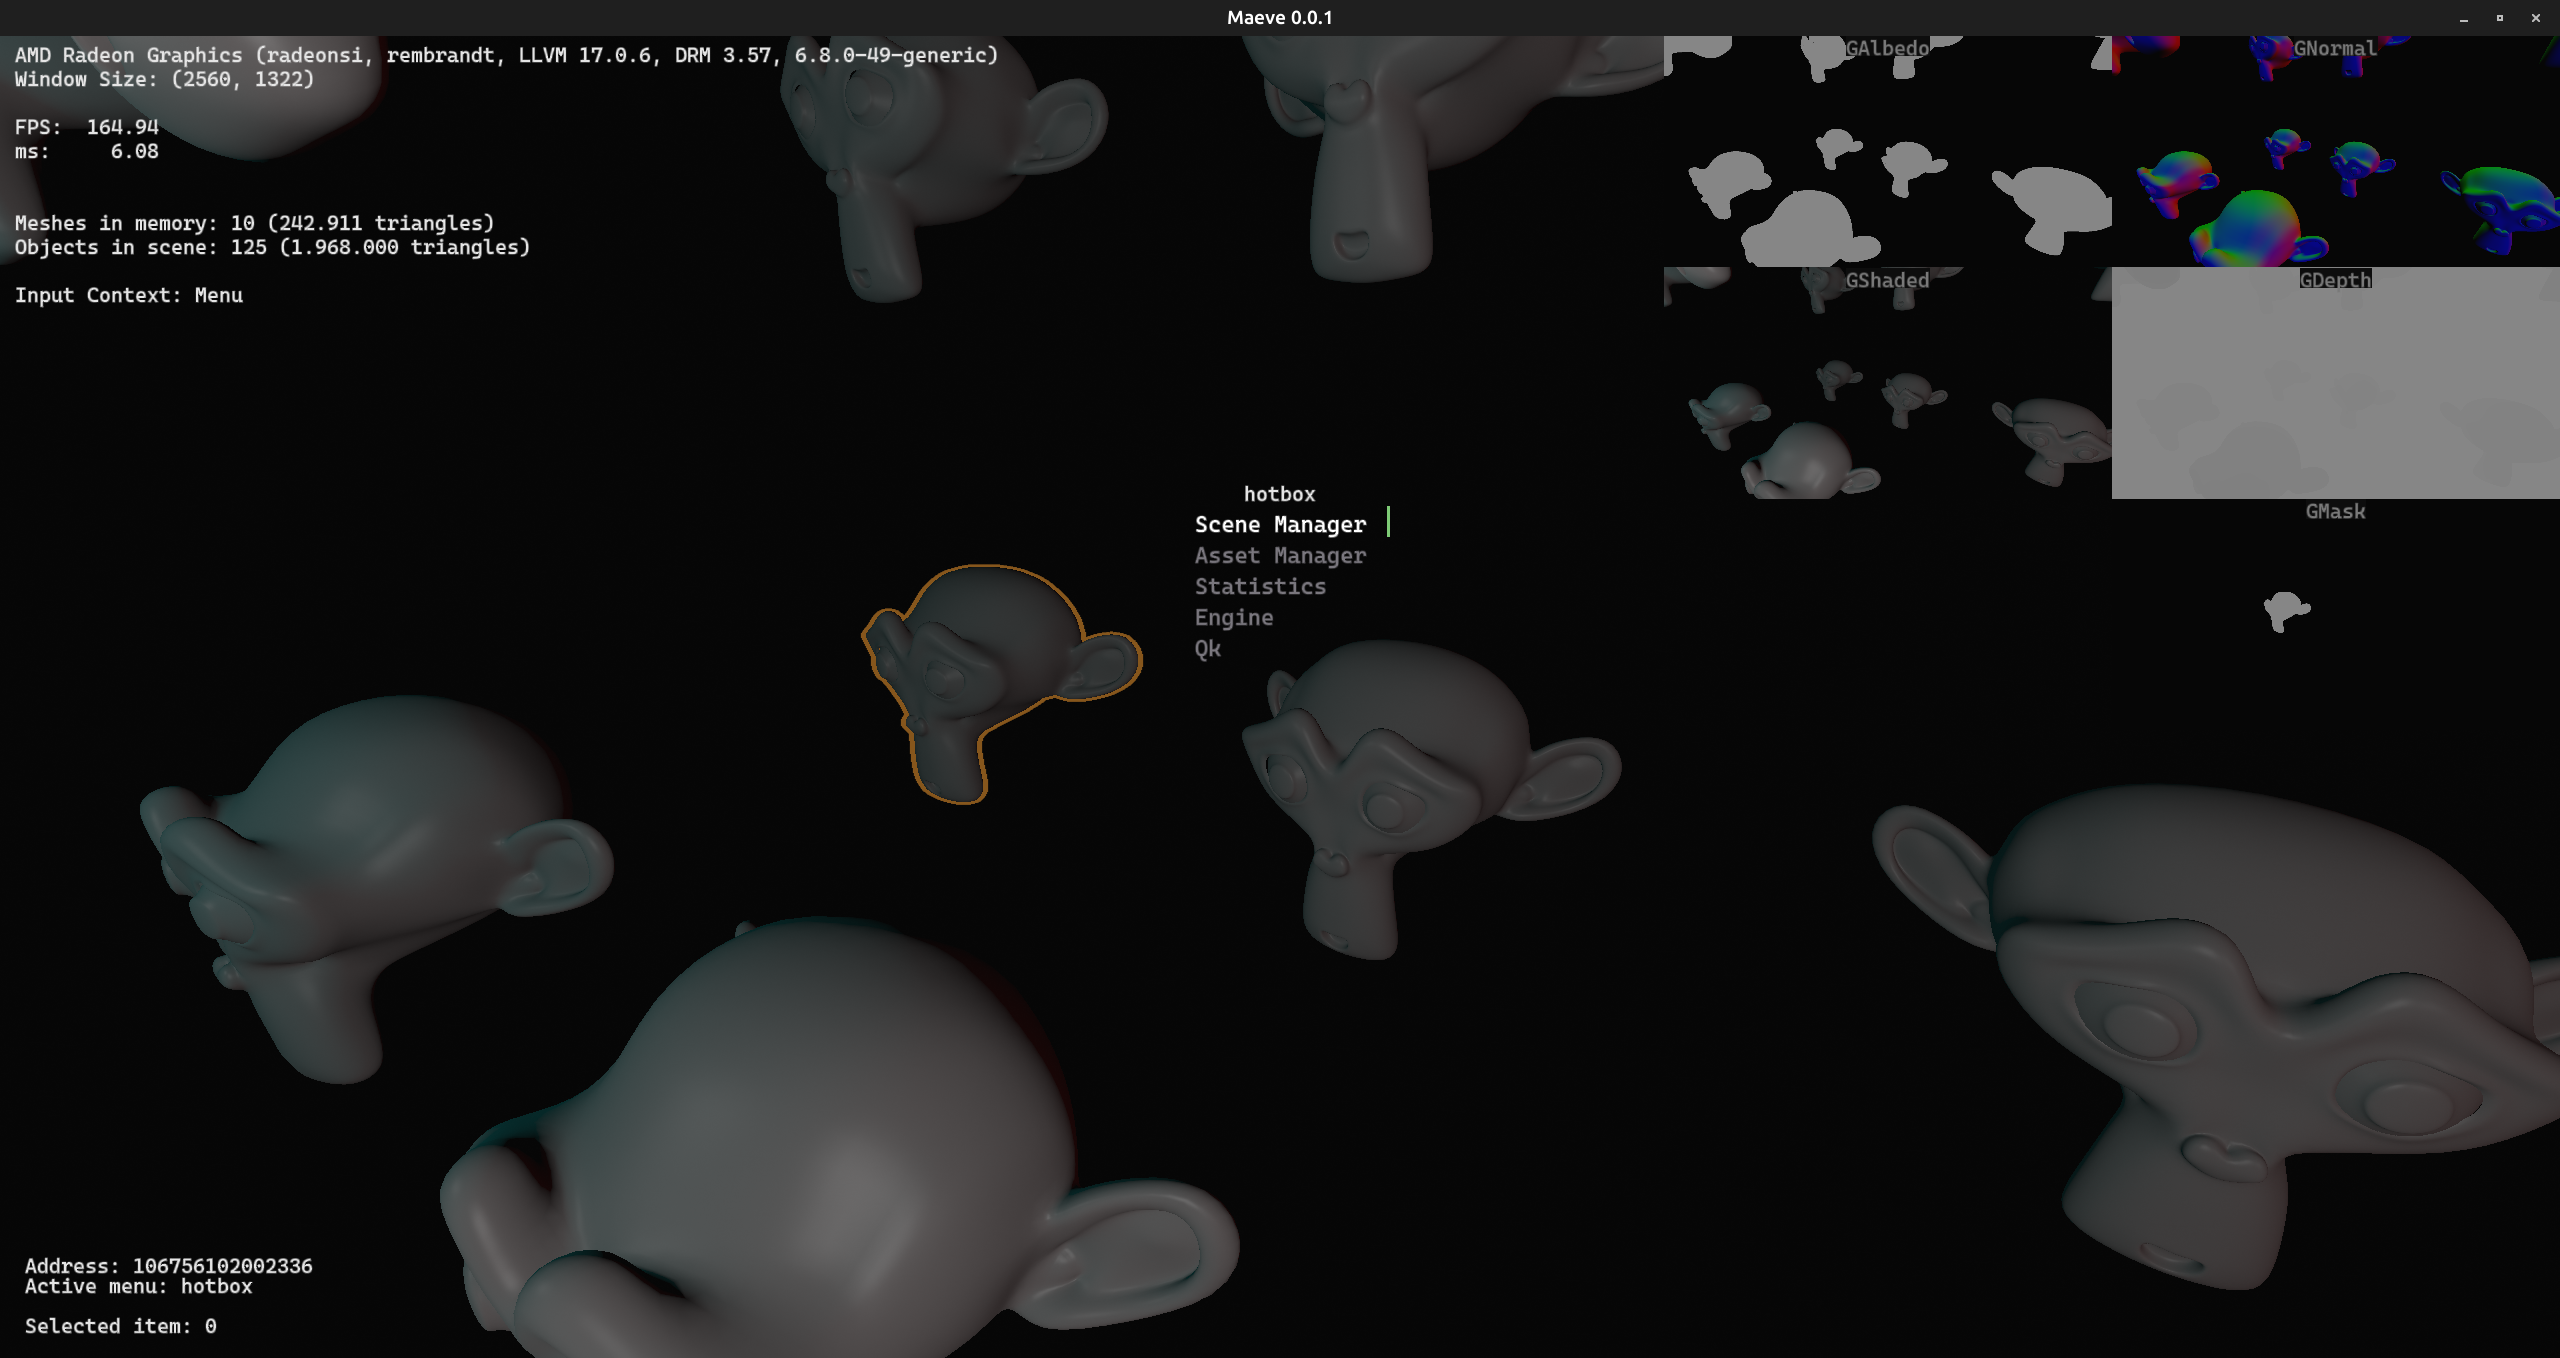 Maeve 0.0.1
AMD Radeon Graphics (radeonsi, rembrandt, LLVM 17.0.6, DRM 3.57, 6.8.0-49-generic)
Window Size: (2560, 1322)
FPS: 164.94
ms: 6.08
Meshes in memory: 10 (242.911 triangles)
Objects in scene: 125 (1.968.000 triangles)
Input Context: Menu
GAlbedo
GNormal
GShaded
GDepth
GMask
hotbox
Scene Manager
Asset Manager
Statistics
Engine
Qk
Address: 106756102002336
Active menu: hotbox
Selected item: 0